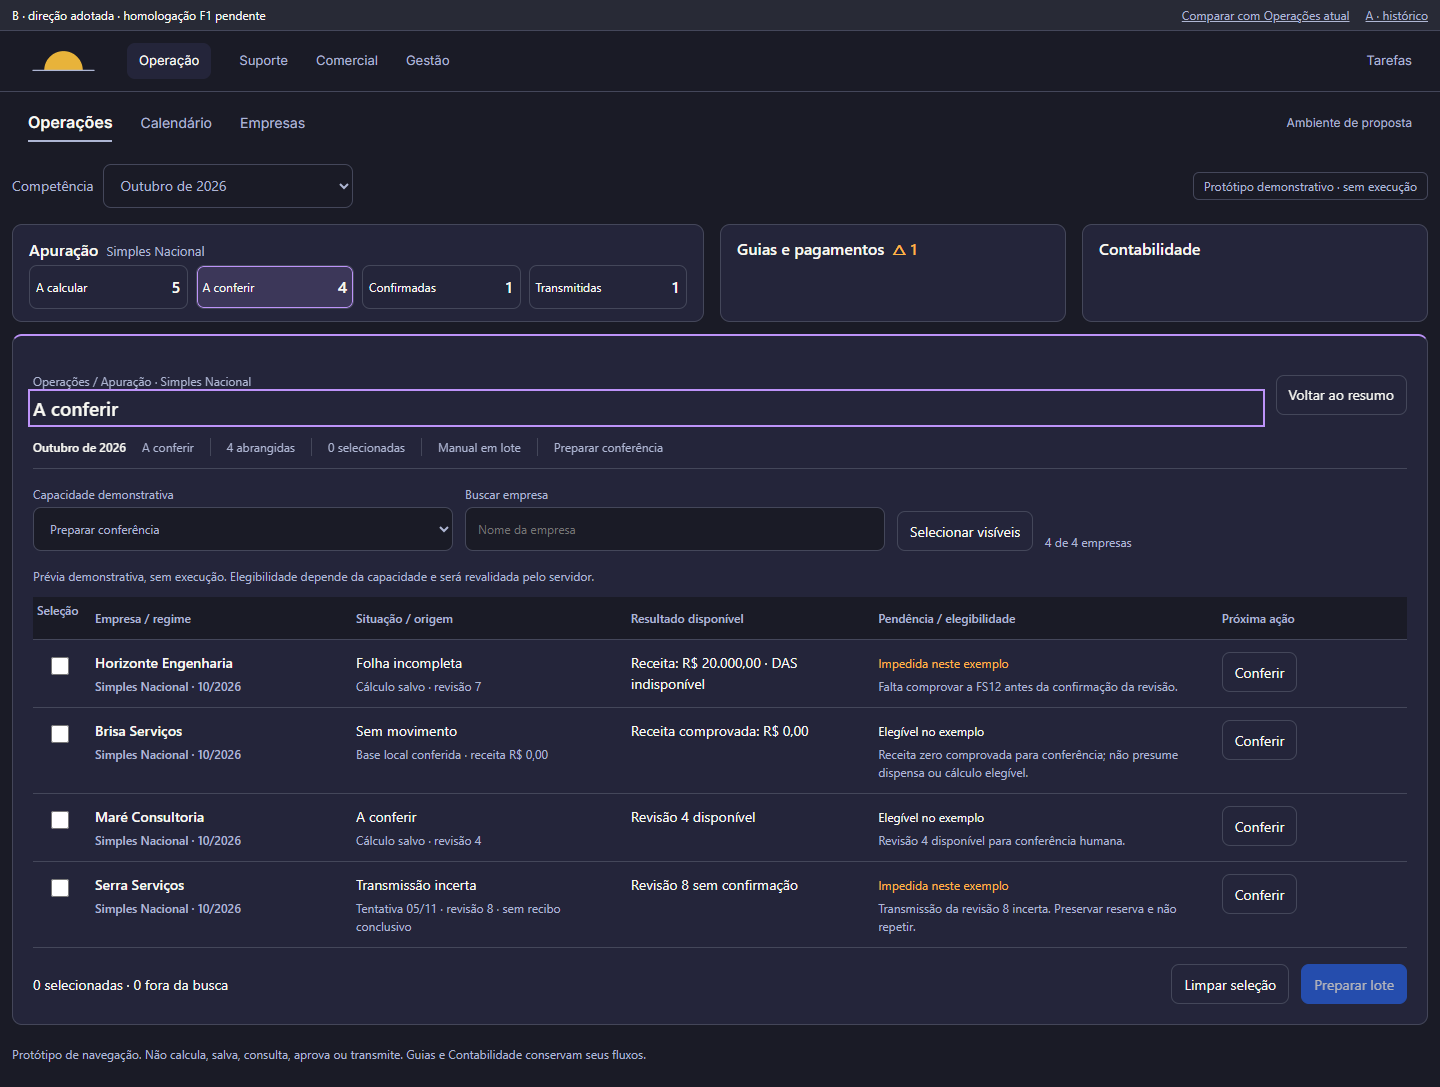 B · direção adotada · homologação F1 pendente
Comparar com Operações atual
A · histórico
Operação
Suporte
Comercial
Gestão
Tarefas
Operações
Calendário
Empresas
Ambiente de proposta
Competência
Outubro de 2026
Protótipo demonstrativo · sem execução
Apuração Simples Nacional
A calcular 5
A conferir 4
Confirmadas 1
Transmitidas 1
Guias e pagamentos 1
Contabilidade
Operações / Apuração · Simples Nacional
A conferir
Voltar ao resumo
Outubro de 2026
A conferir
4 abrangidas
0 selecionadas
Manual em lote
Preparar conferência
Capacidade demonstrativa
Preparar conferência
Buscar empresa
Nome da empresa
Selecionar visíveis
4 de 4 empresas
Prévia demonstrativa, sem execução. Elegibilidade depende da capacidade e será revalidada pelo servidor.
Seleção
Empresa / regime
Situação / origem
Resultado disponível
Pendência / elegibilidade
Próxima ação
Horizonte Engenharia
Simples Nacional · 10/2026
Folha incompleta
Cálculo salvo · revisão 7
Receita: R$ 20.000,00 · DAS
indisponível
Impedida neste exemplo
Falta comprovar a FS12 antes da confirmação da revisão.
Conferir
Brisa Serviços
Simples Nacional · 10/2026
Sem movimento
Base local conferida · receita R$ 0,00
Receita comprovada: R$ 0,00
Elegível no exemplo
Receita zero comprovada para conferência; não presume
dispensa ou cálculo elegível.
Conferir
Maré Consultoria
Simples Nacional · 10/2026
A conferir
Cálculo salvo · revisão 4
Revisão 4 disponível
Elegível no exemplo
Revisão 4 disponível para conferência humana.
Conferir
Serra Serviços
Simples Nacional · 10/2026
Transmissão incerta
Tentativa 05/11 · revisão 8 · sem recibo
conclusivo
Revisão 8 sem confirmação
Impedida neste exemplo
Transmissão da revisão 8 incerta. Preservar reserva e não
repetir.
Conferir
0 selecionadas · 0 fora da busca
Limpar seleção
Preparar lote
Protótipo de navegação. Não calcula, salva, consulta, aprova ou transmite. Guias e Contabilidade conservam seus fluxos.